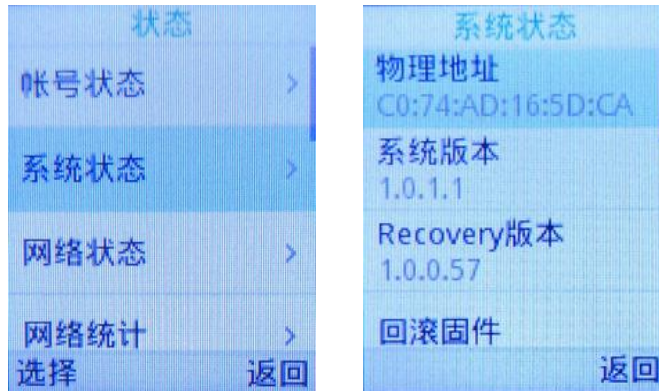 状态
帐号状态
系统状态
网络状态
网络统计
选择
返回
系统状态
物理地址
C0:74:AD:16:5D:CA
系统版本
1.0.1.1
Recovery版本
1.0.0.57
回滚固件
返回